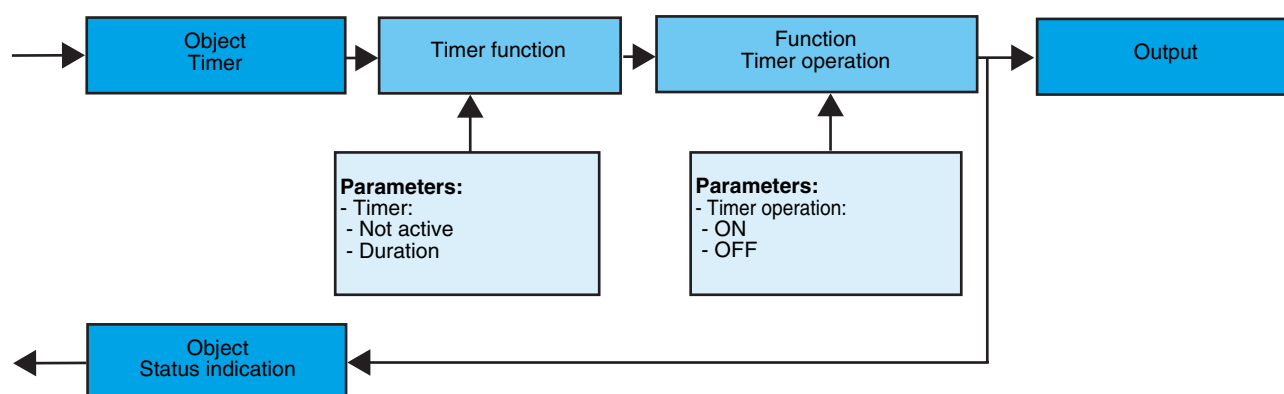 Object
Timer
Timer function
Function
Timer operation
Output
Parameters:
- Timer:
- Not active
- Duration
Parameters:
- Timer operation:
- ON
- OFF
Object
Status indication